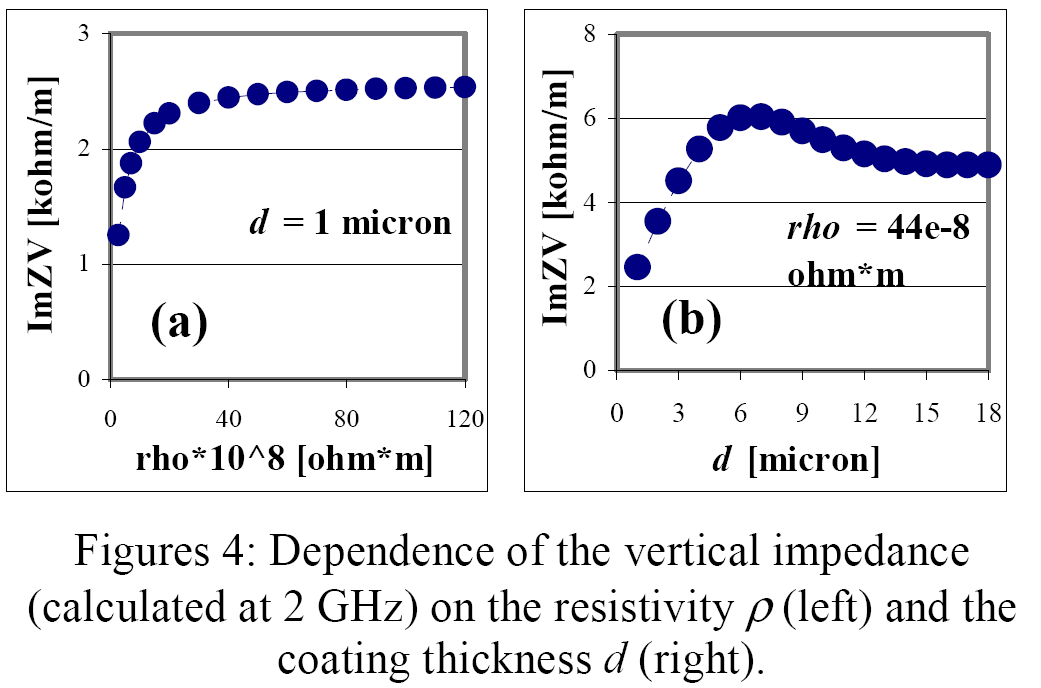 3
2
1
0
ImZV [kohm/m]
d = 1 micron
(a)
0 40 80 120
rho*10^8 [ohm*m]
8
6
4
2
0
ImZV [kohm/m]
rho = 44e-8
ohm*m
(b)
0 3 6 9 12 15 18
d [micron]
Figures 4: Dependence of the vertical impedance
(calculated at 2 GHz) on the resistivity ρ (left) and the
coating thickness d (right).